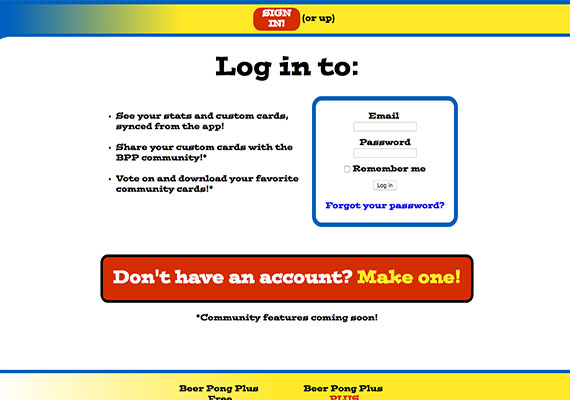 SIGN
IN!
(or up)
Log in to:
• See your stats and custom cards,
synced from the app!
• Share your custom cards with the
BPP community!*
• Vote on and download your favorite
community cards!*
Email
Password
Remember me
Log in
Forgot your password?
Don't have an account? Make one!
*Community features coming soon!
Beer Pong Plus
Free
Beer Pong Plus
PLUS